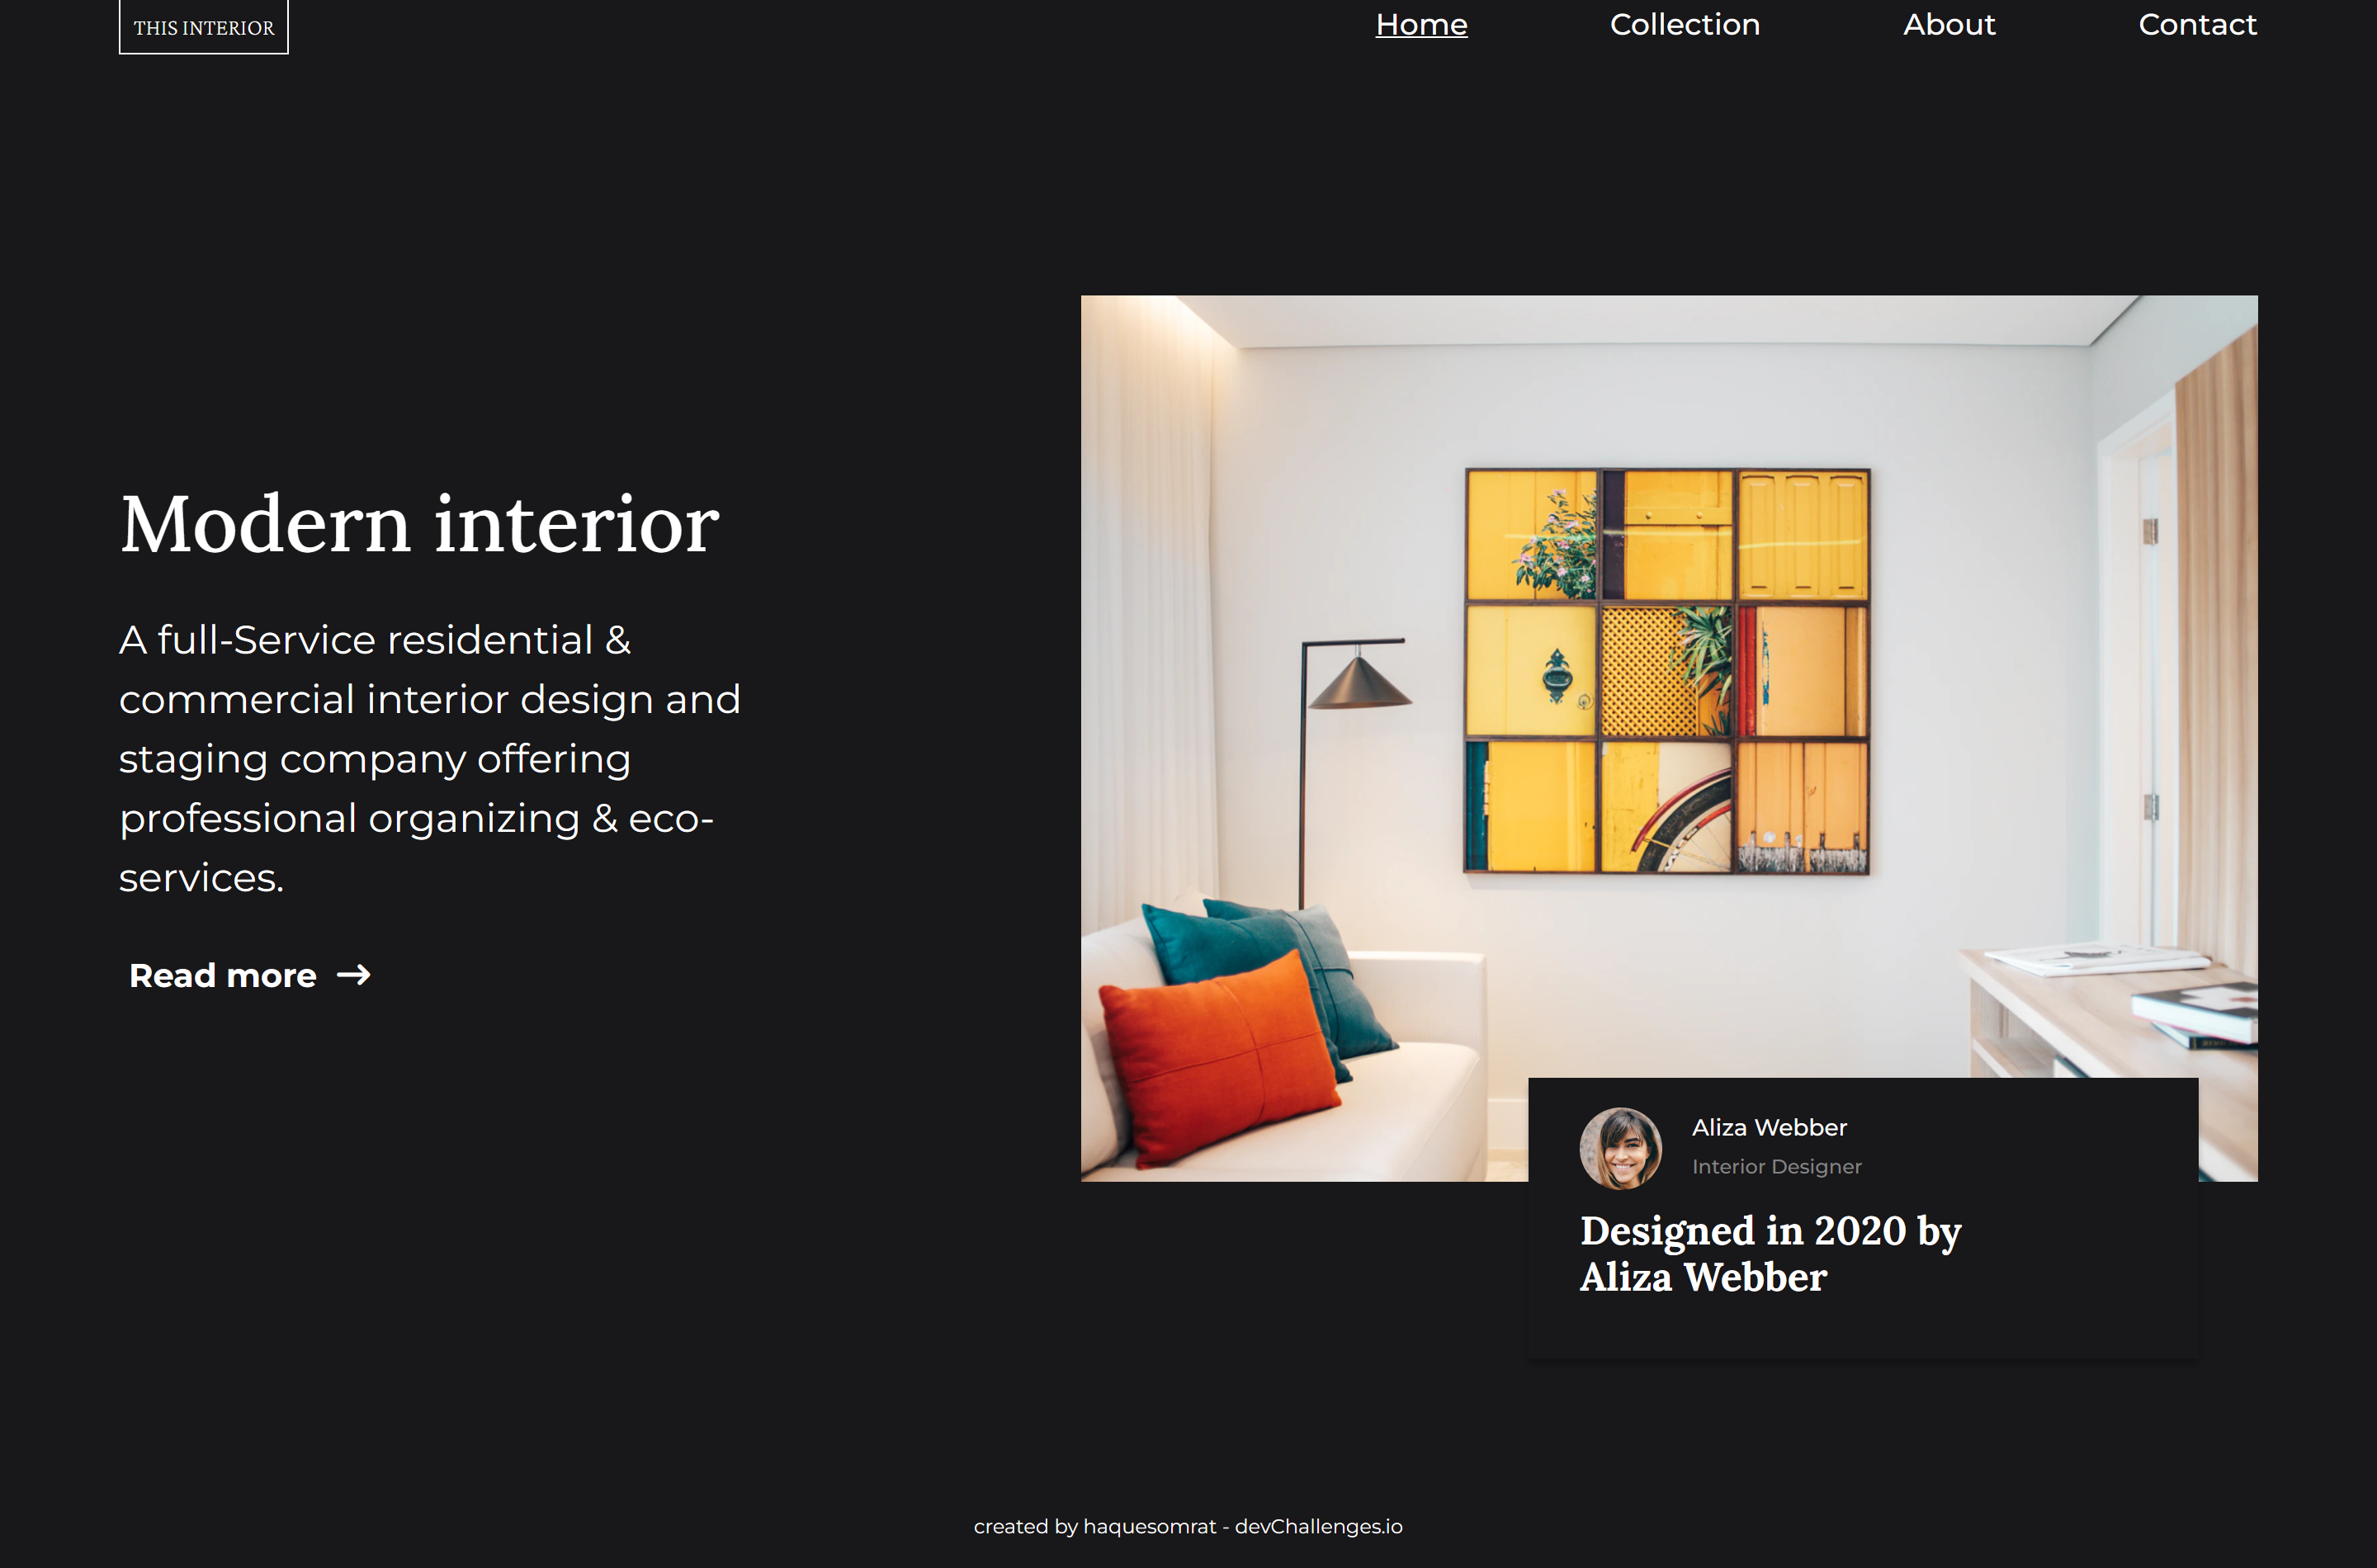 THIS INTERIOR
Home
Collection
About
Contact
Modern interior
A full-Service residential &
commercial interior design and
staging company offering
professional organizing & eco-
services.
Read more →
Aliza Webber
Interior Designer
Designed in 2020 by
Aliza Webber
created by haquesomrat - devChallenges.io